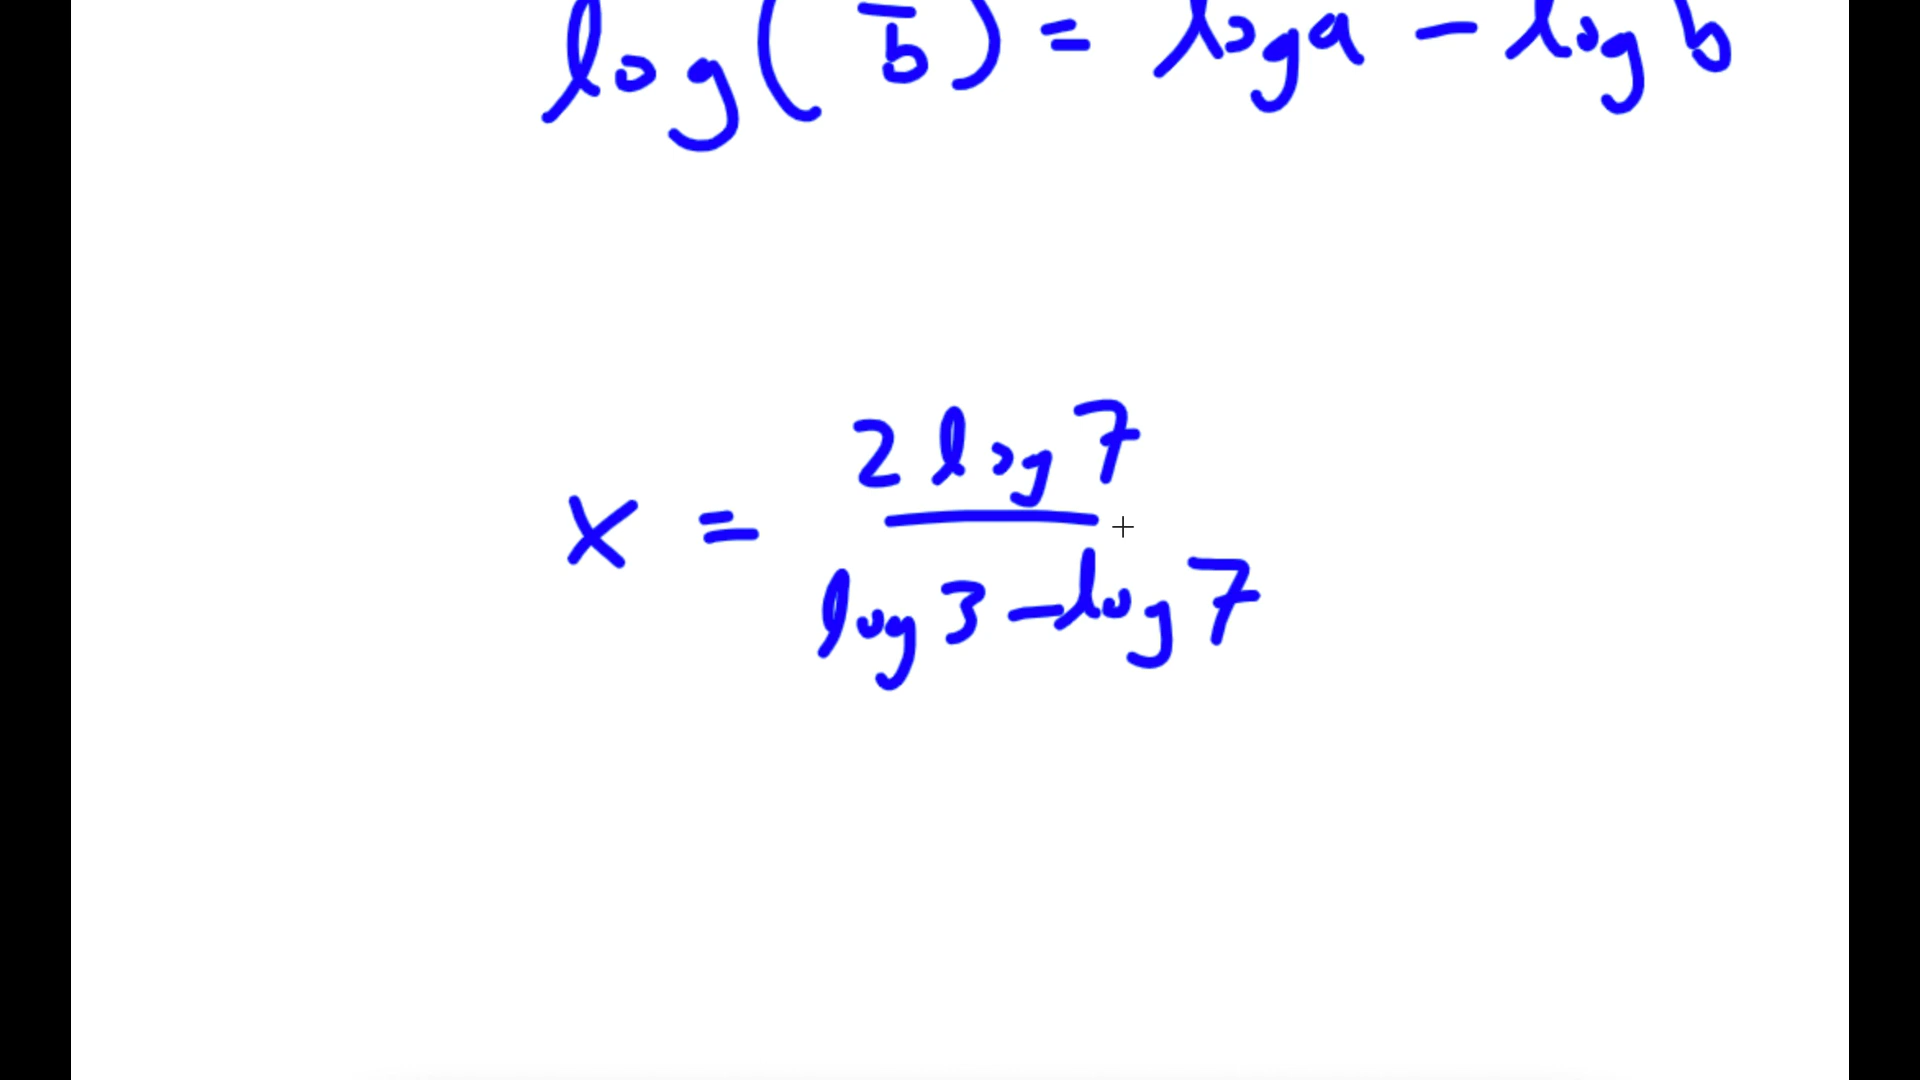 log(—/b) = log a - log b
x = 2 log 7 / (log 3 - log 7)